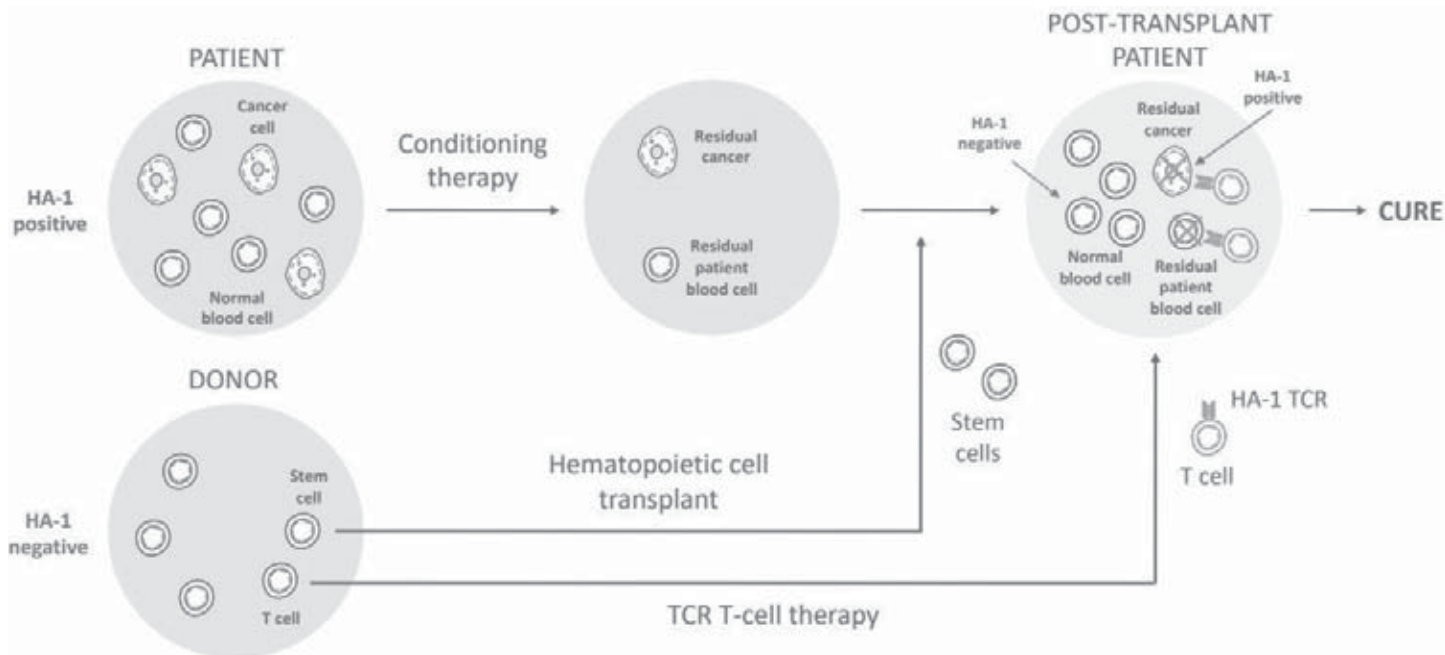 PATIENT
Cancer
cell
HA-1
positive
Normal
blood cell
Conditioning
therapy
Residual
cancer
Residual
patient
blood cell
POST-TRANSPLANT
PATIENT
HA-1
positive
HA-1
negative
Residual
cancer
Normal
blood cell
Residual
patient
blood cell
CURE
DONOR
HA-1
negative
Stem
cell
T cell
Hematopoietic cell
transplant
Stem
cells
HA-1 TCR
T cell
TCR T-cell therapy